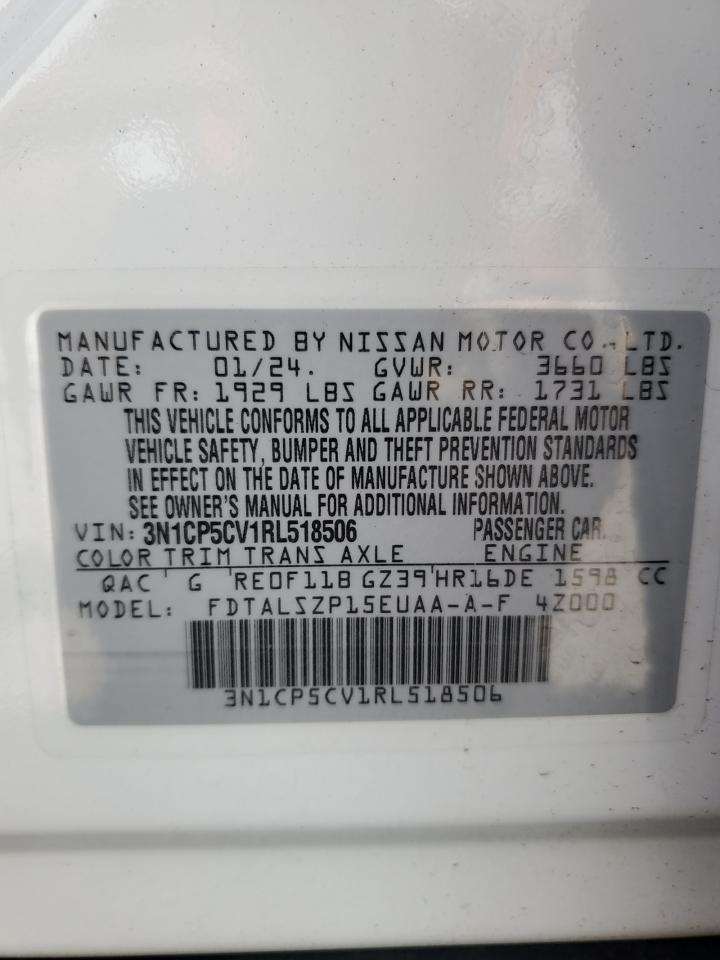 MANUFACTURED BY NISSAN MOTOR CO., LTD.
DATE: 01/24. GVWR: 3660 LBS
GAWR FR: 1929 LBS GAWR RR: 1731 LBS
THIS VEHICLE CONFORMS TO ALL APPLICABLE FEDERAL MOTOR
VEHICLE SAFETY, BUMPER AND THEFT PREVENTION STANDARDS
IN EFFECT ON THE DATE OF MANUFACTURE SHOWN ABOVE.
SEE OWNER'S MANUAL FOR ADDITIONAL INFORMATION.
VIN: 3N1CP5CV1RL518506 PASSENGER CAR.
COLOR TRIM TRANS AXLE ENGINE
QAC G RE0F11B GZ39 HR16DE 1598 CC
MODEL: FDTALSZP15EUAA-A-F 4Z000
3N1CP5CV1RL518506